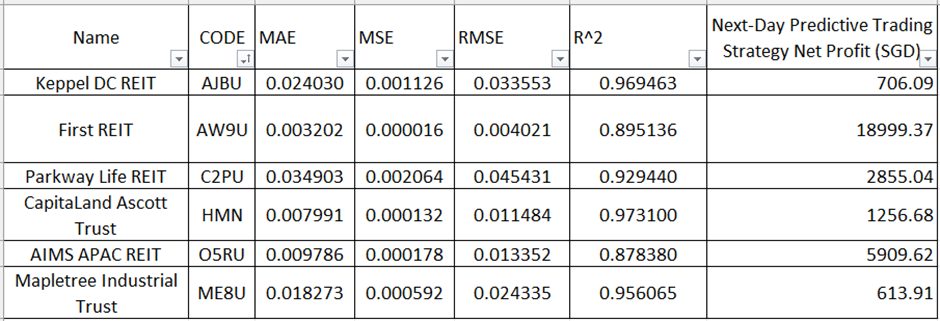 Name CODE MAE MSE RMSE R^2 Next-Day Predictive Trading
Strategy Net Profit (SGD)
Keppel DC REIT AJBU 0.024030 0.001126 0.033553 0.969463 706.09
First REIT AW9U 0.003202 0.000016 0.004021 0.895136 18999.37
Parkway Life REIT C2PU 0.034903 0.002064 0.045431 0.929440 2855.04
CapitaLand Ascott
Trust HMN 0.007991 0.000132 0.011484 0.973100 1256.68
AIMS APAC REIT O5RU 0.009786 0.000178 0.013352 0.878380 5909.62
Mapletree Industrial
Trust ME8U 0.018273 0.000592 0.024335 0.956065 613.91